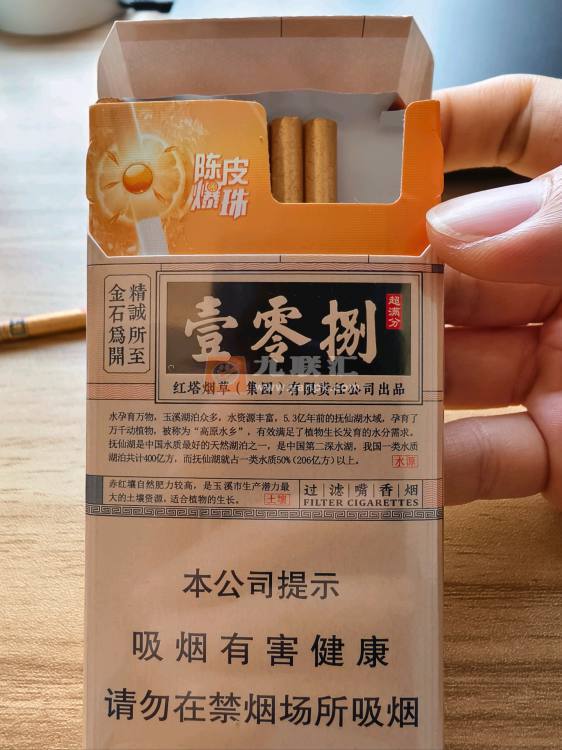 陈皮
爆珠
精誠所至
金石為開
壹零捌
超满分
九联汇
红塔烟草（集团）有限责任公司出品
水孕育万物，玉溪湖泊众多，水资源丰富，5.3亿年前的抚仙湖水域，孕育了
万千动植物，被称为“高原水乡”，有效满足了植物生长发育的水分需求。
抚仙湖是中国水质最好的天然湖泊之一，是中国第二深水湖，我国一类水质
湖泊共计400亿方，而抚仙湖就占一类水质50%（206亿方）以上。
水源
赤红壤自然肥力较高，是玉溪市生产潜力最
大的土壤资源，适合植物的生长。
土壤
过滤嘴香烟
FILTER CIGARETTES
本公司提示
吸烟有害健康
请勿在禁烟场所吸烟